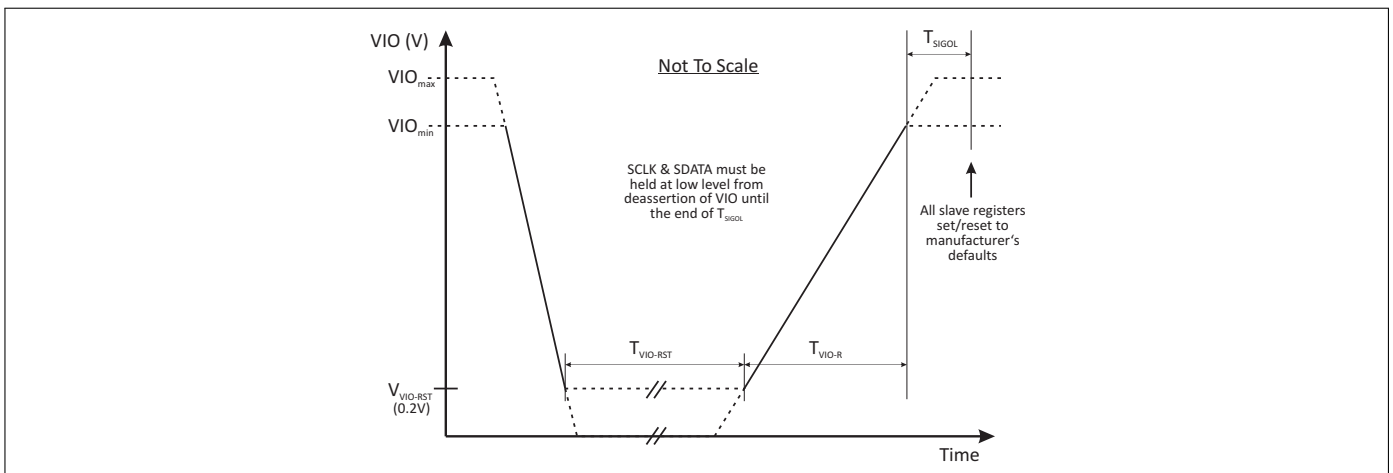 VIO (V)
T_SIGOL
Not To Scale
VIO_max
VIO_min
SCLK & SDATA must be
held at low level from
deassertion of VIO until
the end of T_SIGOL
All slave registers
set/reset to
manufacturer‘s
defaults
T_VIO-RST
T_VIO-R
V_VIO-RST
(0.2V)
Time